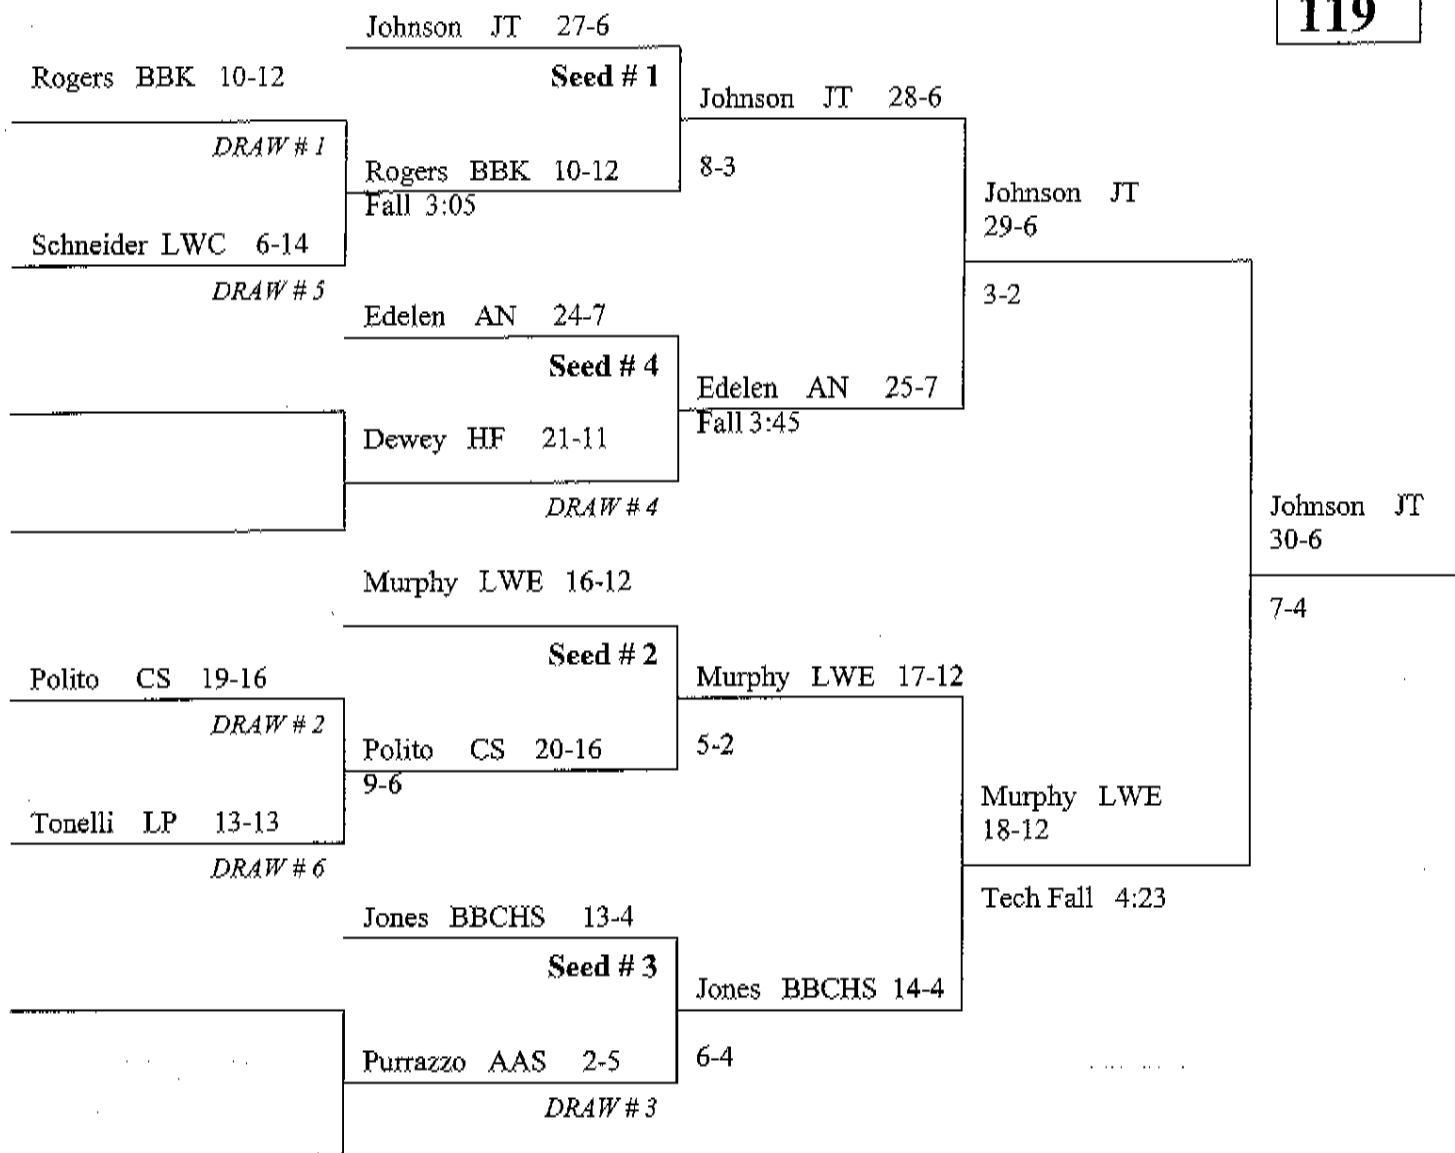 119
Johnson JT 27-6
Seed # 1
Rogers BBK 10-12
DRAW # 1
Johnson JT 28-6
8-3
Rogers BBK 10-12
Fall 3:05
Johnson JT
29-6
3-2
Schneider LWC 6-14
DRAW # 5
Edelen AN 24-7
Seed # 4
Edelen AN 25-7
Fall 3:45
Dewey HF 21-11
DRAW # 4
Johnson JT
30-6
7-4
Murphy LWE 16-12
Seed # 2
Polito CS 19-16
DRAW # 2
Murphy LWE 17-12
5-2
Polito CS 20-16
9-6
Murphy LWE
18-12
Tech Fall 4:23
Tonelli LP 13-13
DRAW # 6
Jones BBCHS 13-4
Seed # 3
Jones BBCHS 14-4
6-4
Purrazzo AAS 2-5
DRAW # 3